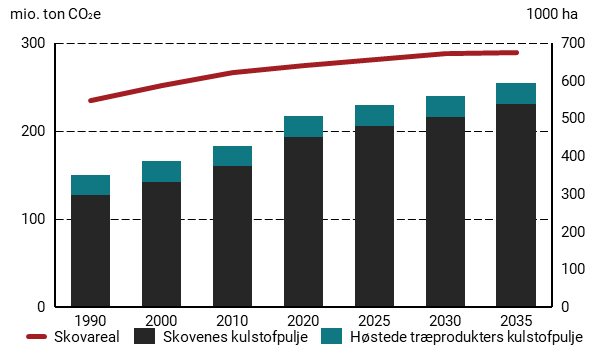 mio. ton CO₂e 1000 ha
300 700
600
200 500
400
100 300
200
100
0 0
1990 2000 2010 2020 2025 2030 2035
Skovareal Skovenes kulstofpulje Høstede træprodukters kulstofpulje